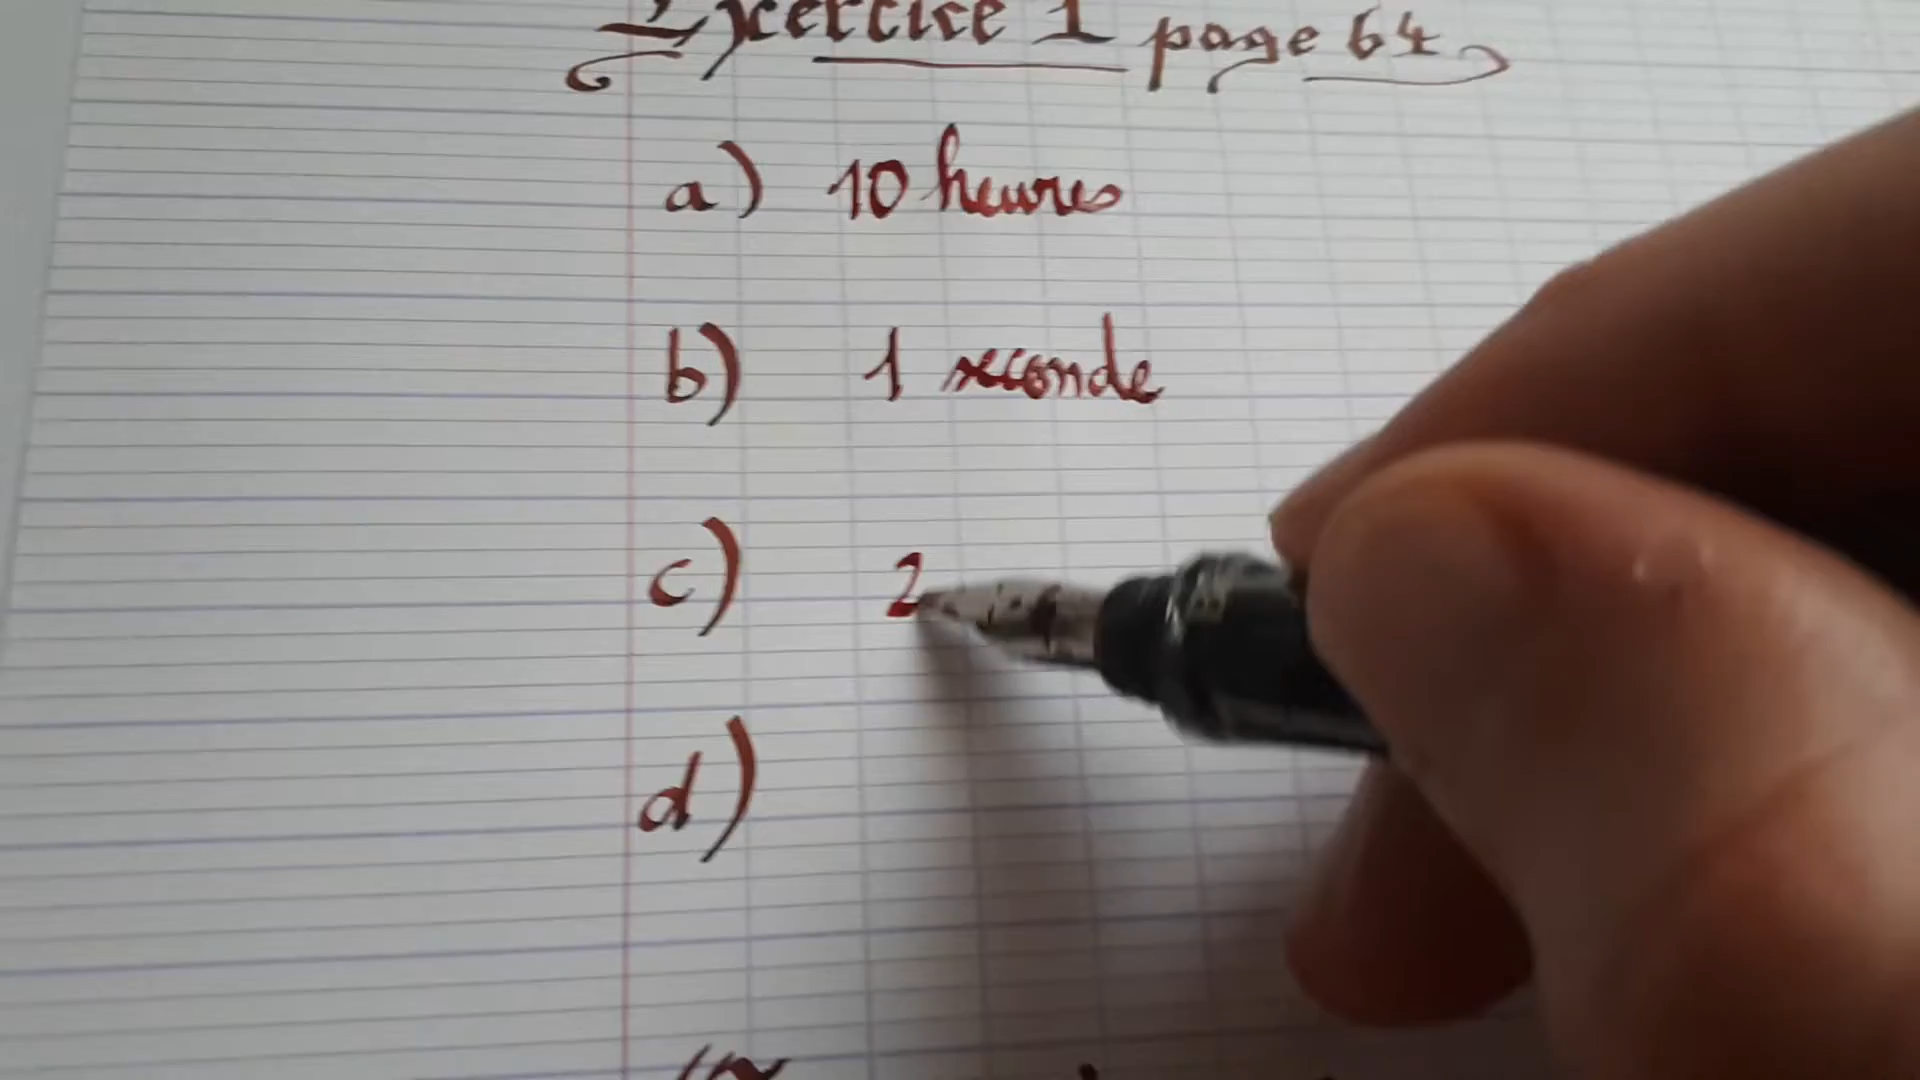 Exercice 1 page 64
a) 10 heures
b) 1 seconde
c) 2
d)